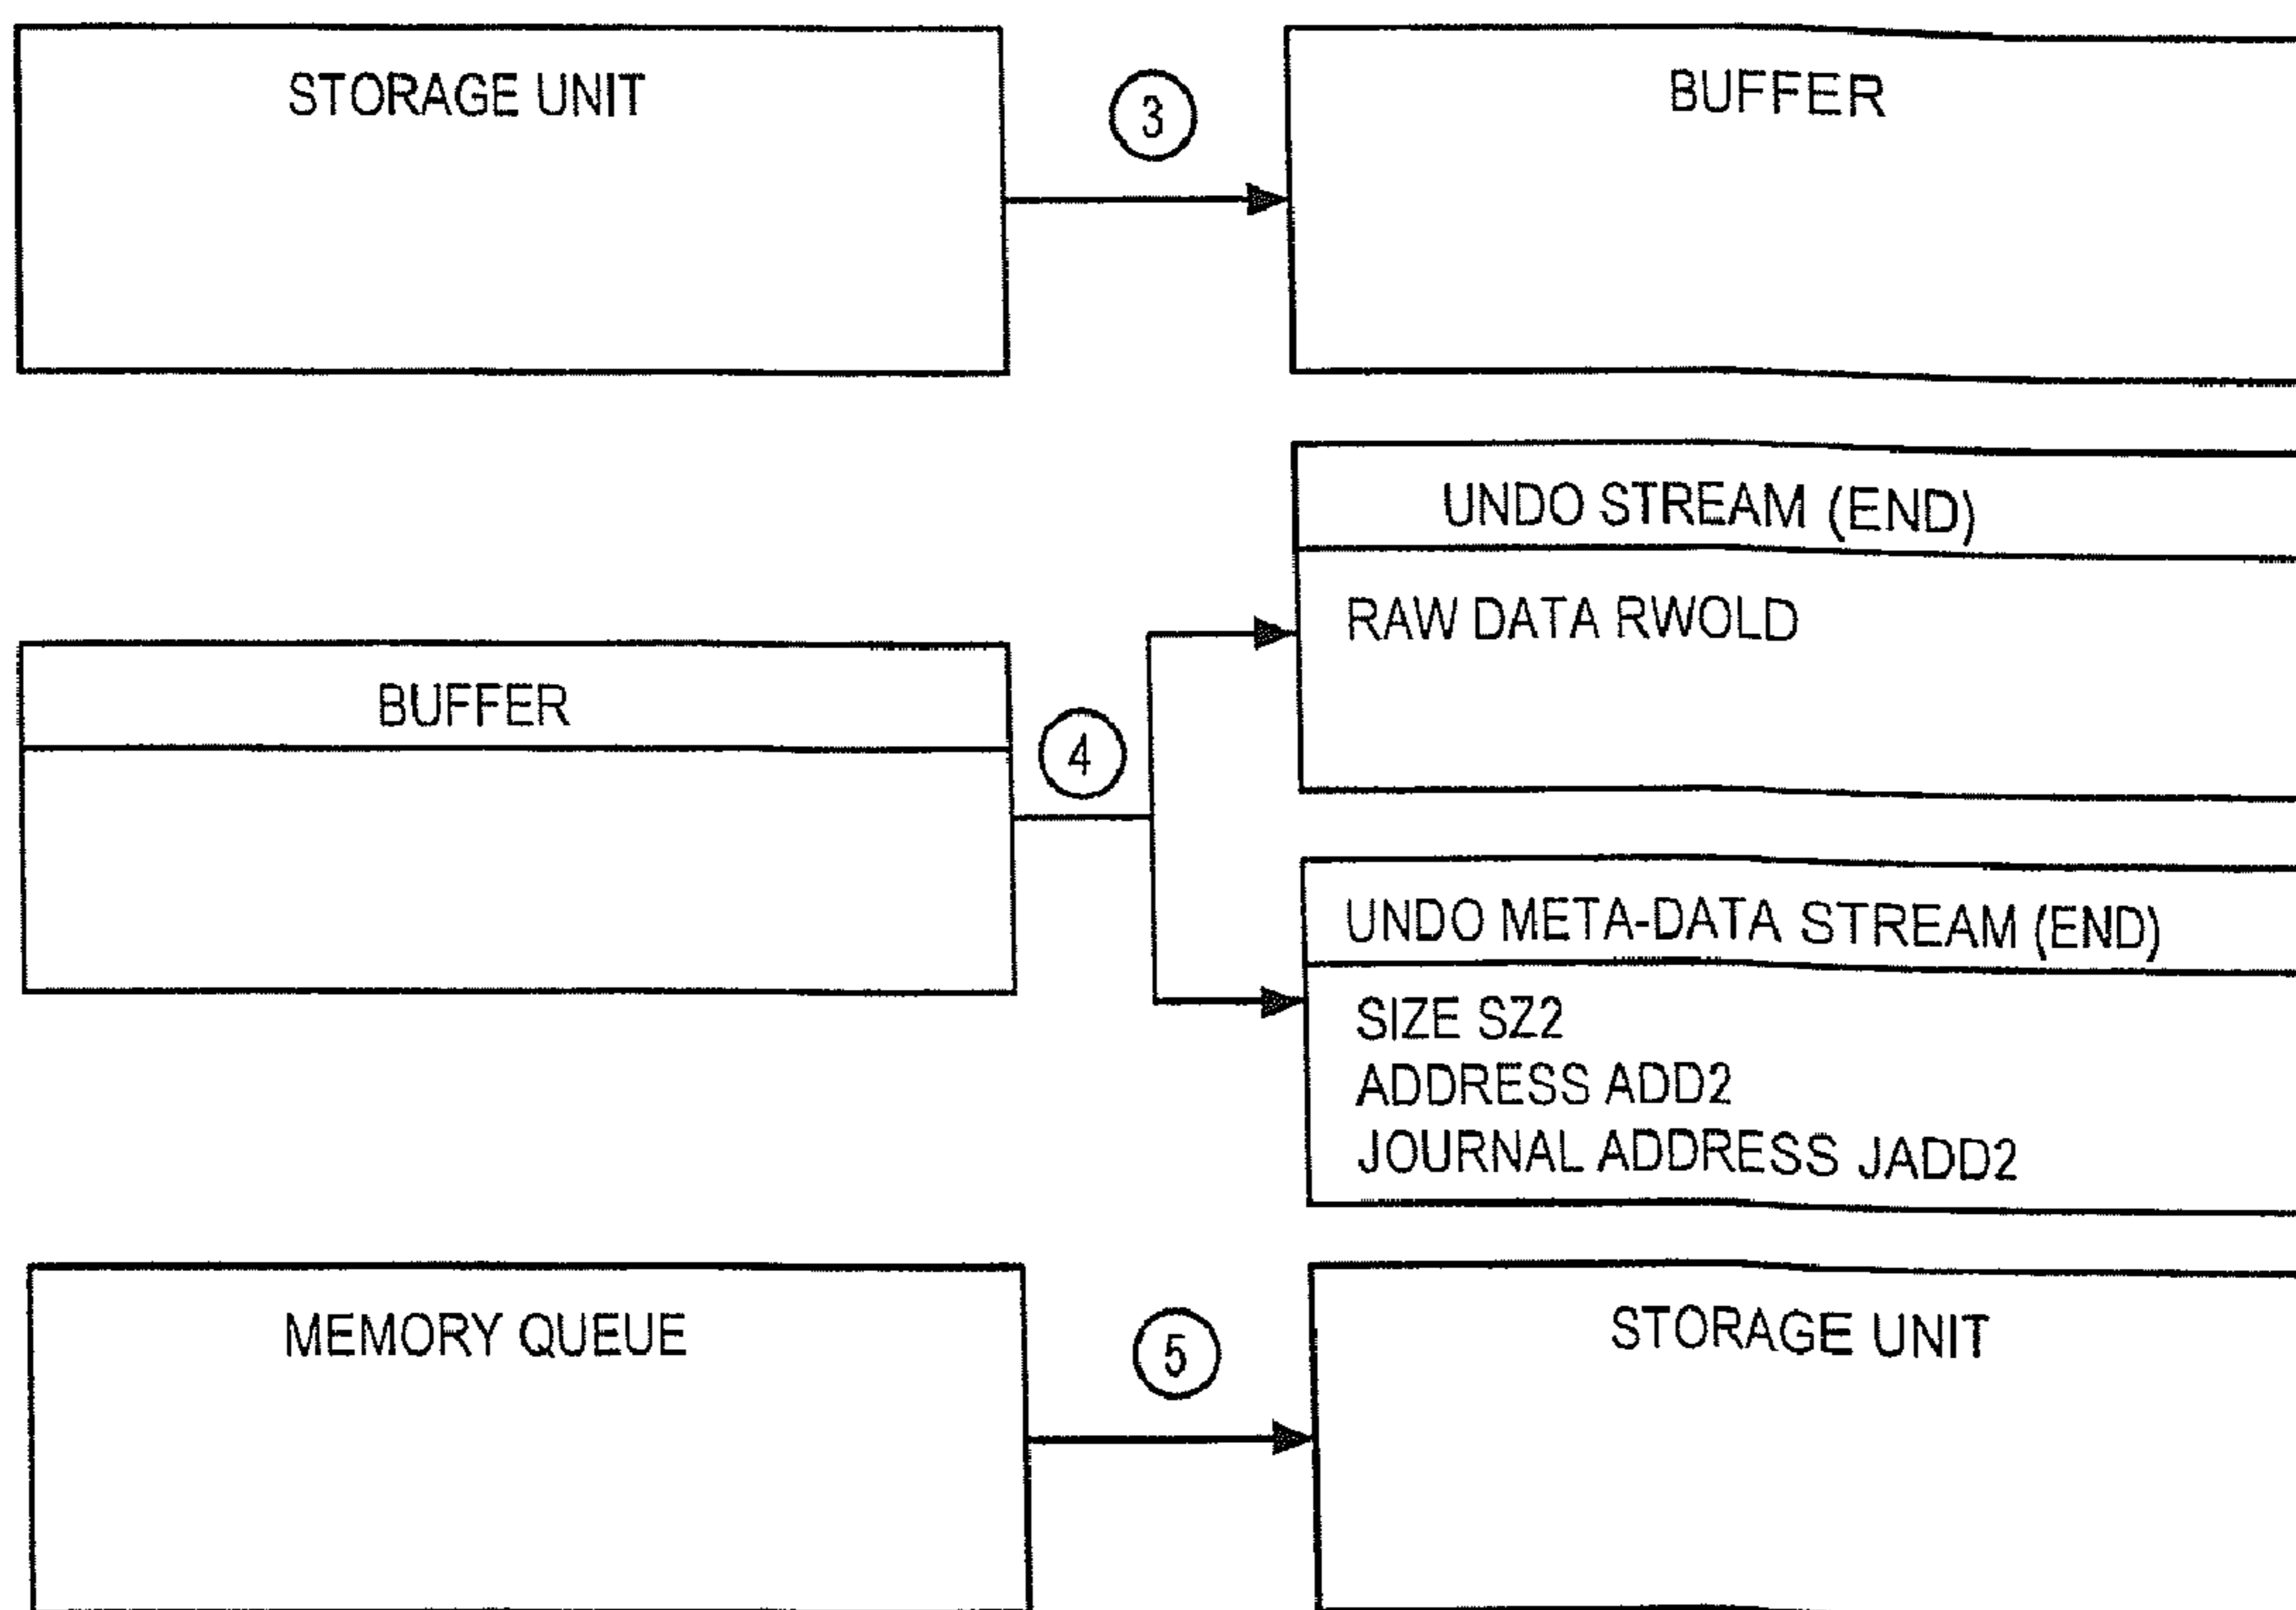 STORAGE UNIT
3
BUFFER
UNDO STREAM (END)
RAW DATA RWOLD
BUFFER
4
UNDO META-DATA STREAM (END)
SIZE SZ2
ADDRESS ADD2
JOURNAL ADDRESS JADD2
MEMORY QUEUE
5
STORAGE UNIT